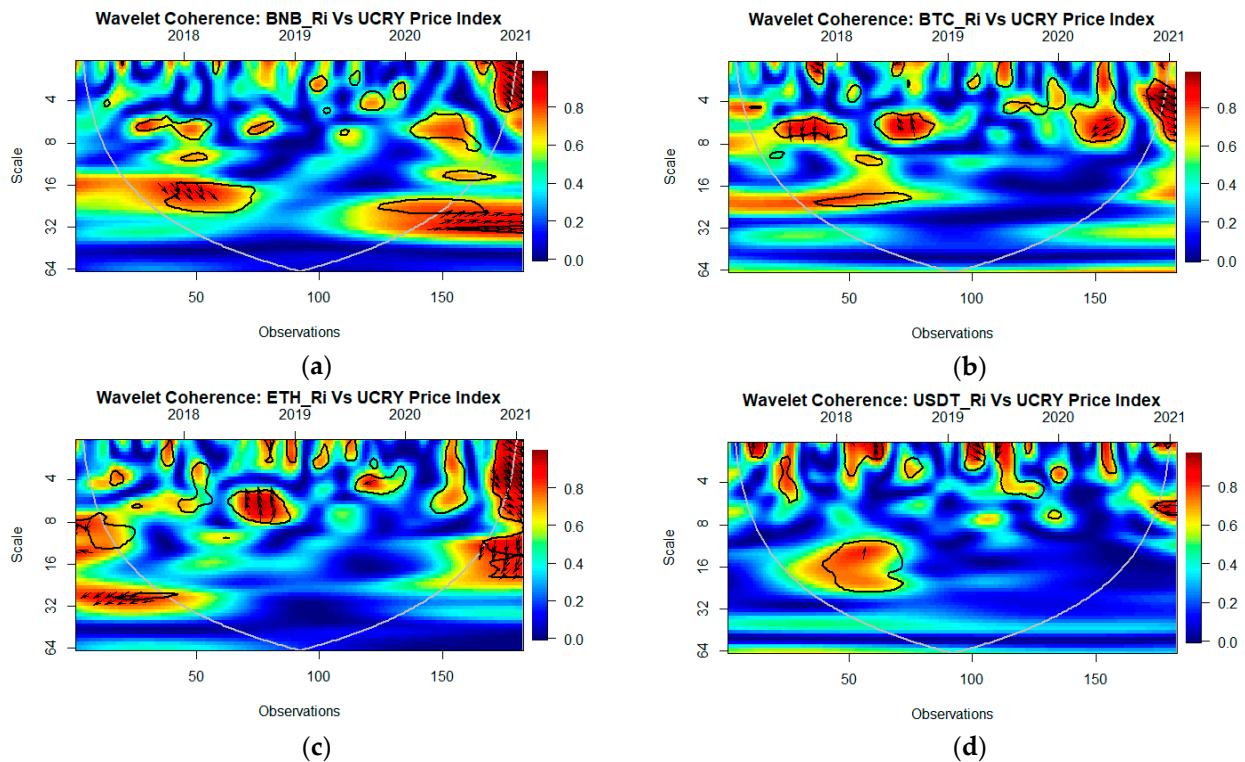 Wavelet Coherence: BNB_Ri Vs UCRY Price Index
2018 2019 2020 2021
Scale
4
8
16
32
64
50 100 150
Observations
0.8
0.6
0.4
0.2
0.0
(a)
Wavelet Coherence: BTC_Ri Vs UCRY Price Index
2018 2019 2020 2021
Scale
4
8
16
32
64
50 100 150
Observations
0.8
0.6
0.4
0.2
0.0
(b)
Wavelet Coherence: ETH_Ri Vs UCRY Price Index
2018 2019 2020 2021
Scale
4
8
16
32
64
50 100 150
Observations
0.8
0.6
0.4
0.2
0.0
(c)
Wavelet Coherence: USDT_Ri Vs UCRY Price Index
2018 2019 2020 2021
Scale
4
8
16
32
64
50 100 150
Observations
0.8
0.6
0.4
0.2
0.0
(d)